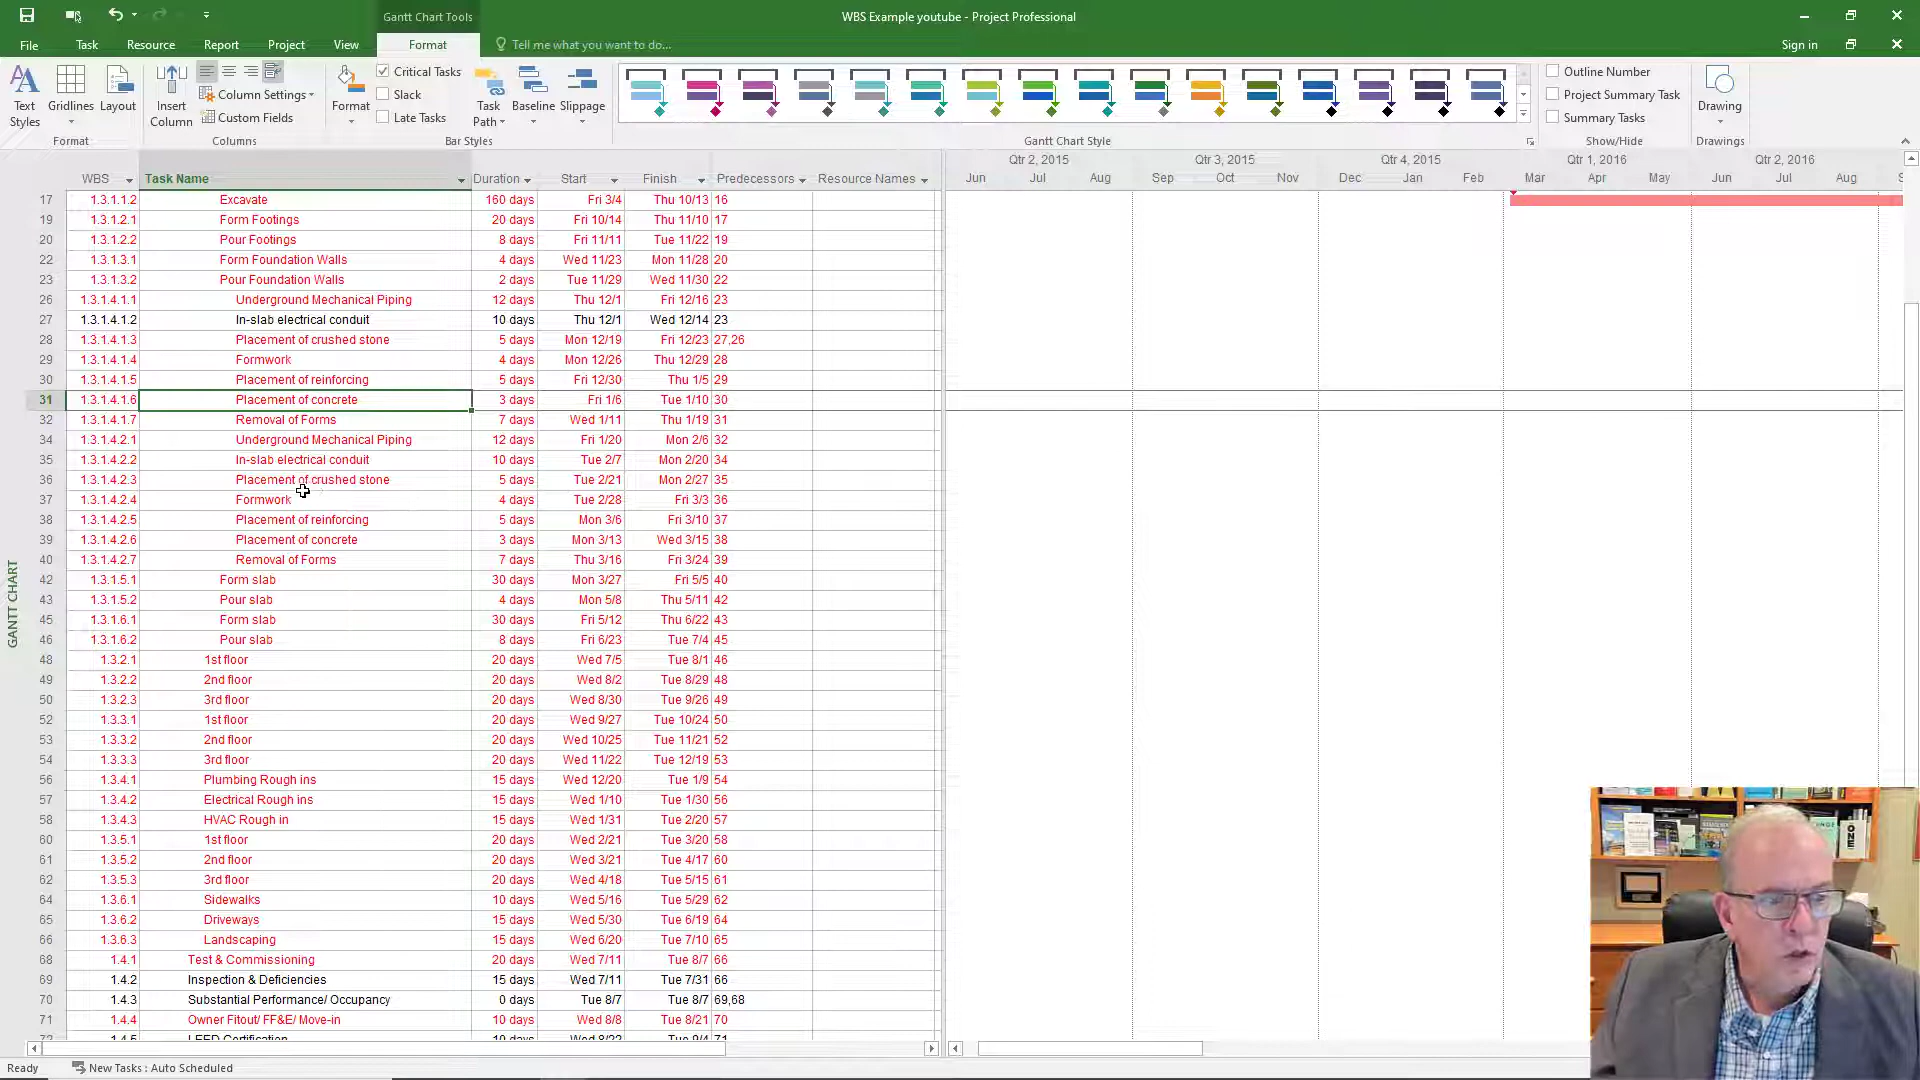 Gantt Chart Tools
WBS Example youtube - Project Professional
File Task Resource Report Project View Format Tell me what you want to do... Sign in
Text Styles
Gridlines
Layout
Format
Insert Column
Column Settings
Custom Fields
Columns
Format
Critical Tasks
Slack
Late Tasks
Task Path
Baseline
Slippage
Bar Styles
Gantt Chart Style
Outline Number
Project Summary Task
Summary Tasks
Show/Hide
Drawing
Drawings
Qtr 2, 2015 Qtr 3, 2015 Qtr 4, 2015 Qtr 1, 2016 Qtr 2, 2016
Jun Jul Aug Sep Oct Nov Dec Jan Feb Mar Apr May Jun Jul Aug
GANTT CHART
WBS Task Name Duration Start Finish Predecessors Resource Names
17 1.3.1.1.2 Excavate 160 days Fri 3/4 Thu 10/13 16
19 1.3.1.2.1 Form Footings 20 days Fri 10/14 Thu 11/10 17
20 1.3.1.2.2 Pour Footings 8 days Fri 11/11 Tue 11/22 19
22 1.3.1.3.1 Form Foundation Walls 4 days Wed 11/23 Mon 11/28 20
23 1.3.1.3.2 Pour Foundation Walls 2 days Tue 11/29 Wed 11/30 22
26 1.3.1.4.1.1 Underground Mechanical Piping 12 days Thu 12/1 Fri 12/16 23
27 1.3.1.4.1.2 In-slab electrical conduit 10 days Thu 12/1 Wed 12/14 23
28 1.3.1.4.1.3 Placement of crushed stone 5 days Mon 12/19 Fri 12/23 27,26
29 1.3.1.4.1.4 Formwork 4 days Mon 12/26 Thu 12/29 28
30 1.3.1.4.1.5 Placement of reinforcing 5 days Fri 12/30 Thu 1/5 29
31 1.3.1.4.1.6 Placement of concrete 3 days Fri 1/6 Tue 1/10 30
32 1.3.1.4.1.7 Removal of Forms 7 days Wed 1/11 Thu 1/19 31
34 1.3.1.4.2.1 Underground Mechanical Piping 12 days Fri 1/20 Mon 2/6 32
35 1.3.1.4.2.2 In-slab electrical conduit 10 days Tue 2/7 Mon 2/20 34
36 1.3.1.4.2.3 Placement of crushed stone 5 days Tue 2/21 Mon 2/27 35
37 1.3.1.4.2.4 Formwork 4 days Tue 2/28 Fri 3/3 36
38 1.3.1.4.2.5 Placement of reinforcing 5 days Mon 3/6 Fri 3/10 37
39 1.3.1.4.2.6 Placement of concrete 3 days Mon 3/13 Wed 3/15 38
40 1.3.1.4.2.7 Removal of Forms 7 days Thu 3/16 Fri 3/24 39
42 1.3.1.5.1 Form slab 30 days Mon 3/27 Fri 5/5 40
43 1.3.1.5.2 Pour slab 4 days Mon 5/8 Thu 5/11 42
45 1.3.1.6.1 Form slab 30 days Fri 5/12 Thu 6/22 43
46 1.3.1.6.2 Pour slab 8 days Fri 6/23 Tue 7/4 45
48 1.3.2.1 1st floor 20 days Wed 7/5 Tue 8/1 46
49 1.3.2.2 2nd floor 20 days Wed 8/2 Tue 8/29 48
50 1.3.2.3 3rd floor 20 days Wed 8/30 Tue 9/26 49
52 1.3.3.1 1st floor 20 days Wed 9/27 Tue 10/24 50
53 1.3.3.2 2nd floor 20 days Wed 10/25 Tue 11/21 52
54 1.3.3.3 3rd floor 20 days Wed 11/22 Tue 12/19 53
56 1.3.4.1 Plumbing Rough ins 15 days Wed 12/20 Tue 1/9 54
57 1.3.4.2 Electrical Rough ins 15 days Wed 1/10 Tue 1/30 56
58 1.3.4.3 HVAC Rough in 15 days Wed 1/31 Tue 2/20 57
60 1.3.5.1 1st floor 20 days Wed 2/21 Tue 3/20 58
61 1.3.5.2 2nd floor 20 days Wed 3/21 Tue 4/17 60
62 1.3.5.3 3rd floor 20 days Wed 4/18 Tue 5/15 61
64 1.3.6.1 Sidewalks 10 days Wed 5/16 Tue 5/29 62
65 1.3.6.2 Driveways 15 days Wed 5/30 Tue 6/19 64
66 1.3.6.3 Landscaping 15 days Wed 6/20 Tue 7/10 65
68 1.4.1 Test & Commissioning 20 days Wed 7/11 Tue 8/7 66
69 1.4.2 Inspection & Deficiencies 15 days Wed 7/11 Tue 7/31 66
70 1.4.3 Substantial Performance/ Occupancy 0 days Tue 8/7 Tue 8/7 69,68
71 1.4.4 Owner Fitout/ FF&E/ Move-in 10 days Wed 8/8 Tue 8/21 70
72 1.4.5 LEED Certification 10 days Wed 8/22 Tue 9/4 71
Ready New Tasks : Auto Scheduled
ONE